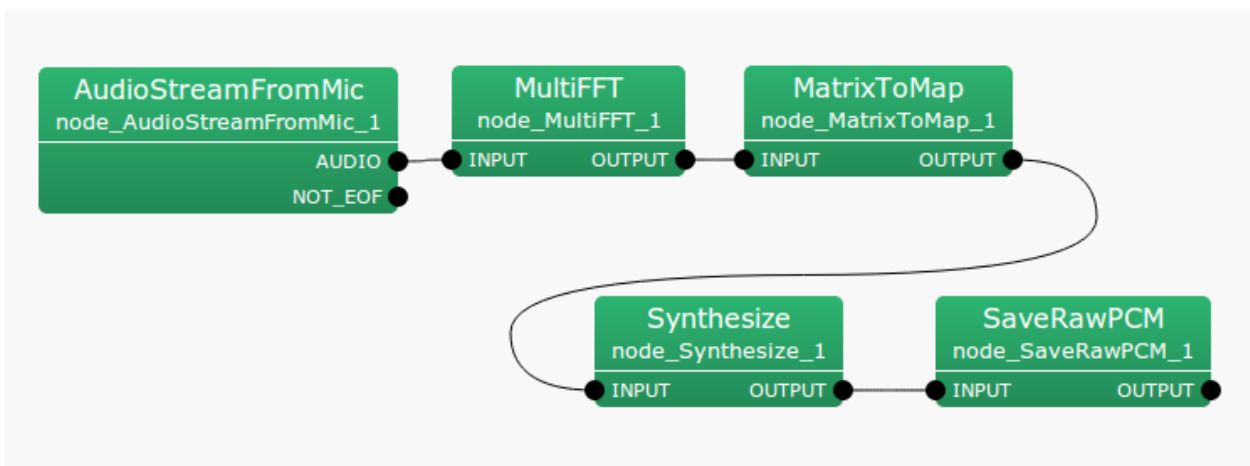 AudioStreamFromMic
node_AudioStreamFromMic_1
AUDIO
NOT_EOF
MultiFFT
node_MultiFFT_1
INPUT OUTPUT
MatrixToMap
node_MatrixToMap_1
INPUT OUTPUT
Synthesize
node_Synthesize_1
INPUT OUTPUT
SaveRawPCM
node_SaveRawPCM_1
INPUT OUTPUT